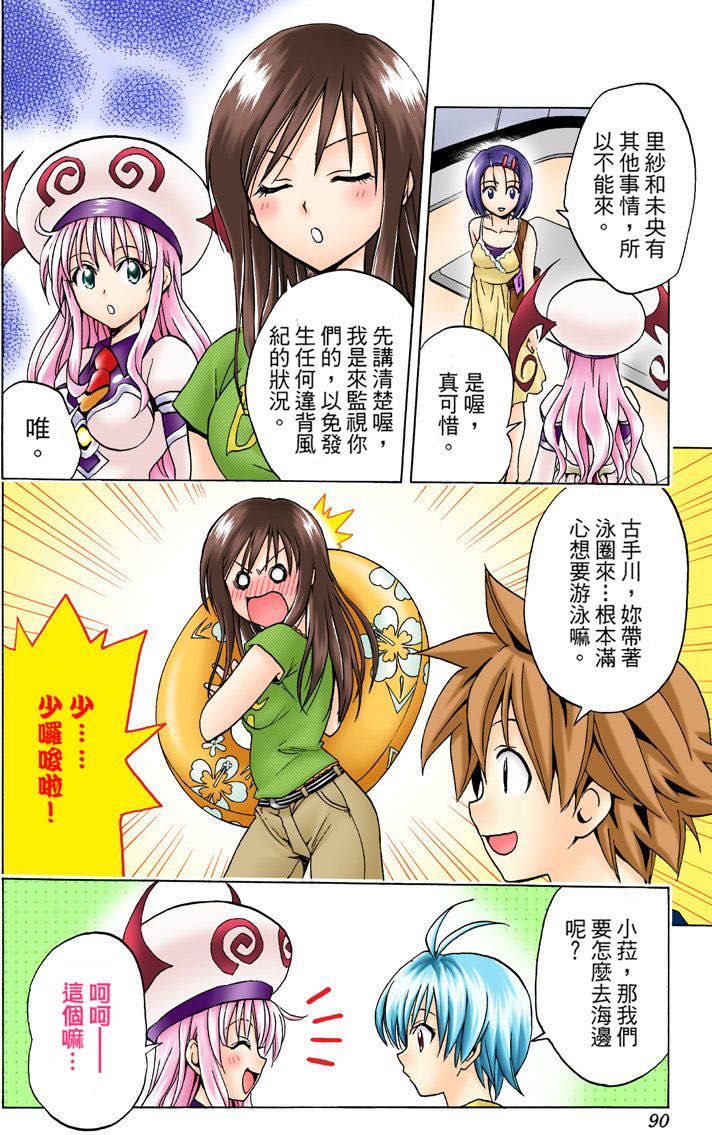 里紗和未央有
其他事情，所
以不能來。
是喔，
真可惜。
先講清楚喔，
我是來監視你
們的，以免發
生任何違背風
紀的狀況。
唯。
古手川，妳帶著
泳圈來…根本滿
心想要游泳嘛。
少……
少囉唆啦！
小菈，那我們
要怎麼去海邊
呢？
呵呵──
這個嘛…
90